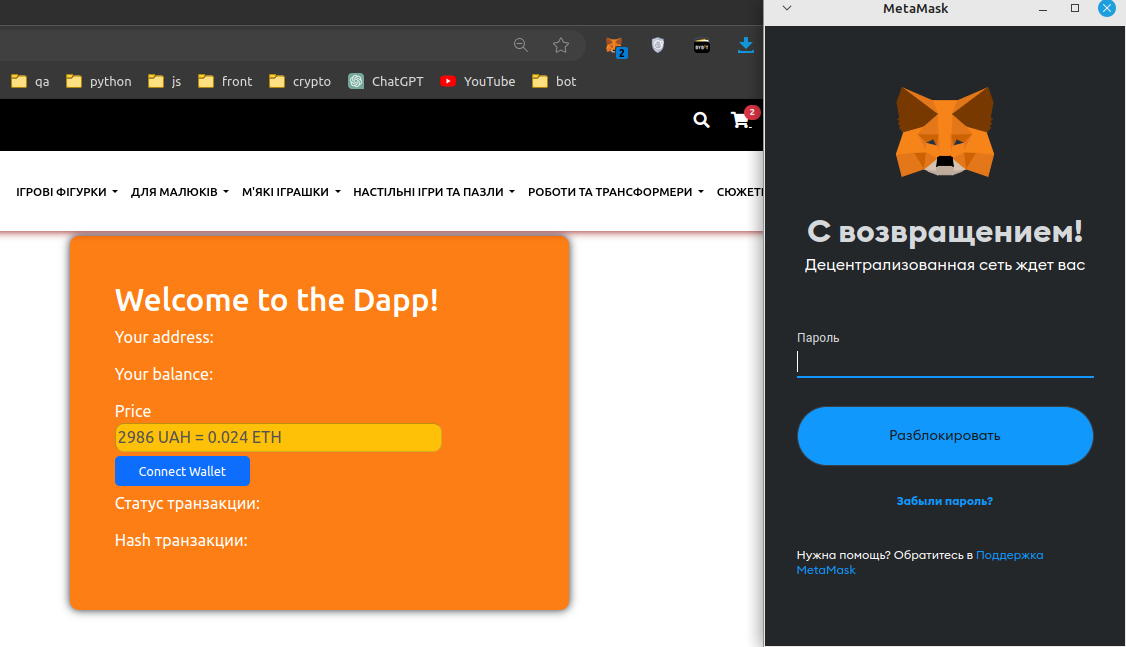 MetaMask
2
qa python js front crypto ChatGPT YouTube bot
2
ІГРОВІ ФІГУРКИ ДЛЯ МАЛЮКІВ М'ЯКІ ІГРАШКИ НАСТІЛЬНІ ІГРИ ТА ПАЗЛИ РОБОТИ ТА ТРАНСФОРМЕРИ СЮЖЕТ
Welcome to the Dapp!
Your address:
Your balance:
Price
2986 UAH = 0.024 ETH
Connect Wallet
Статус транзакции:
Hash транзакции:
С возвращением!
Децентрализованная сеть ждет вас
Пароль
Разблокировать
Забыли пароль?
Нужна помощь? Обратитесь в Поддержка
MetaMask